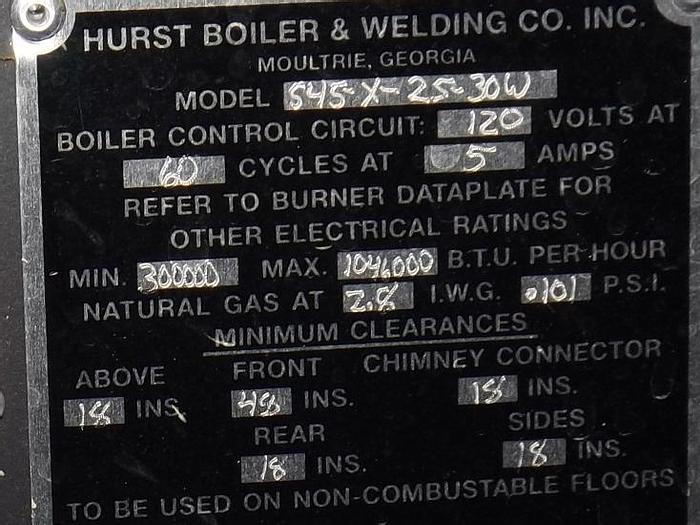 HURST BOILER & WELDING CO. INC.
MOULTRIE, GEORGIA
MODEL S45-X-25-30W
BOILER CONTROL CIRCUIT: 120 VOLTS AT
60 CYCLES AT 5 AMPS
REFER TO BURNER DATAPLATE FOR
OTHER ELECTRICAL RATINGS
MIN. 300000 MAX. 1046000 B.T.U. PER HOUR
NATURAL GAS AT 2.8 I.W.G. .101 P.S.I.
MINIMUM CLEARANCES
ABOVE FRONT CHIMNEY CONNECTOR
18 INS. 48 INS. 18 INS.
REAR SIDES
18 INS. 18 INS.
TO BE USED ON NON-COMBUSTABLE FLOORS